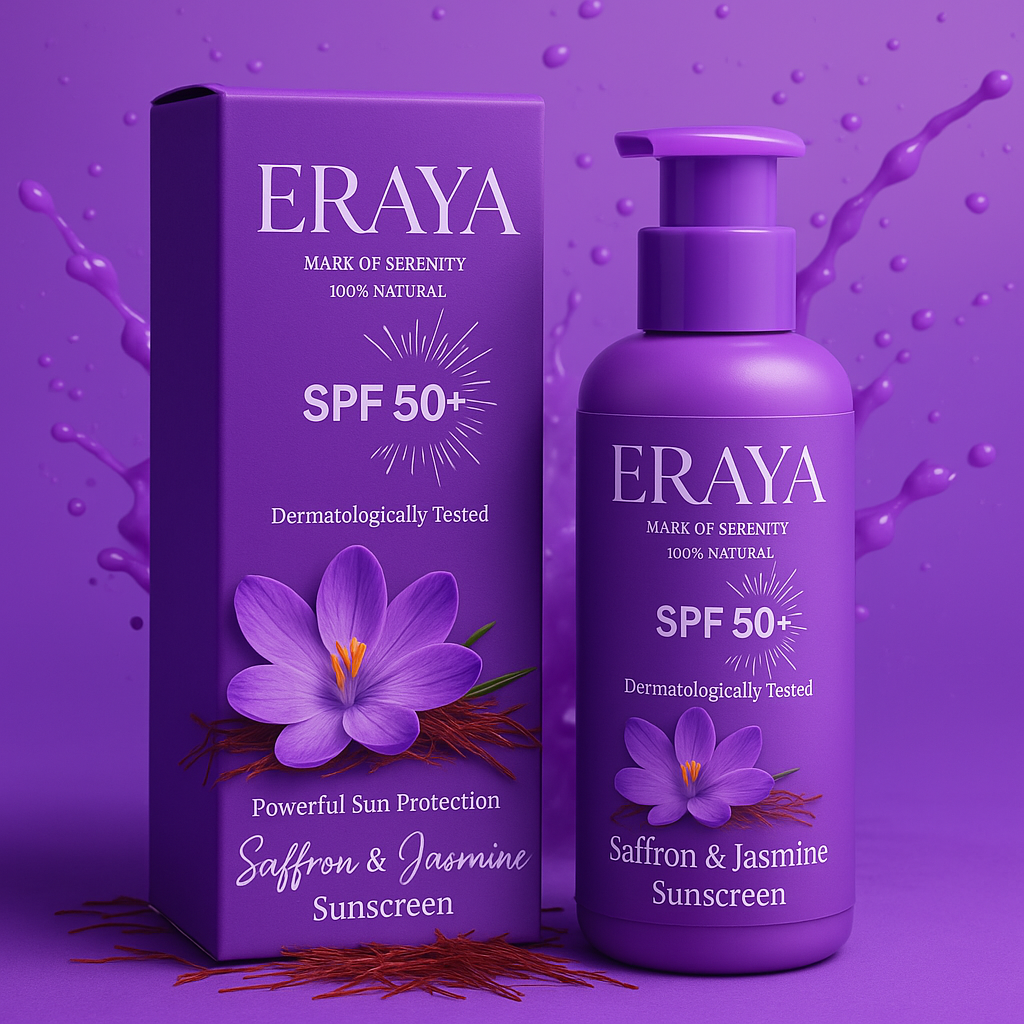 ERAYA
MARK OF SERENITY
100% NATURAL
SPF 50+
Dermatologically Tested
Powerful Sun Protection
Saffron & Jasmine
Sunscreen
ERAYA
MARK OF SERENITY
100% NATURAL
SPF 50+
Dermatologically Tested
Saffron & Jasmine
Sunscreen